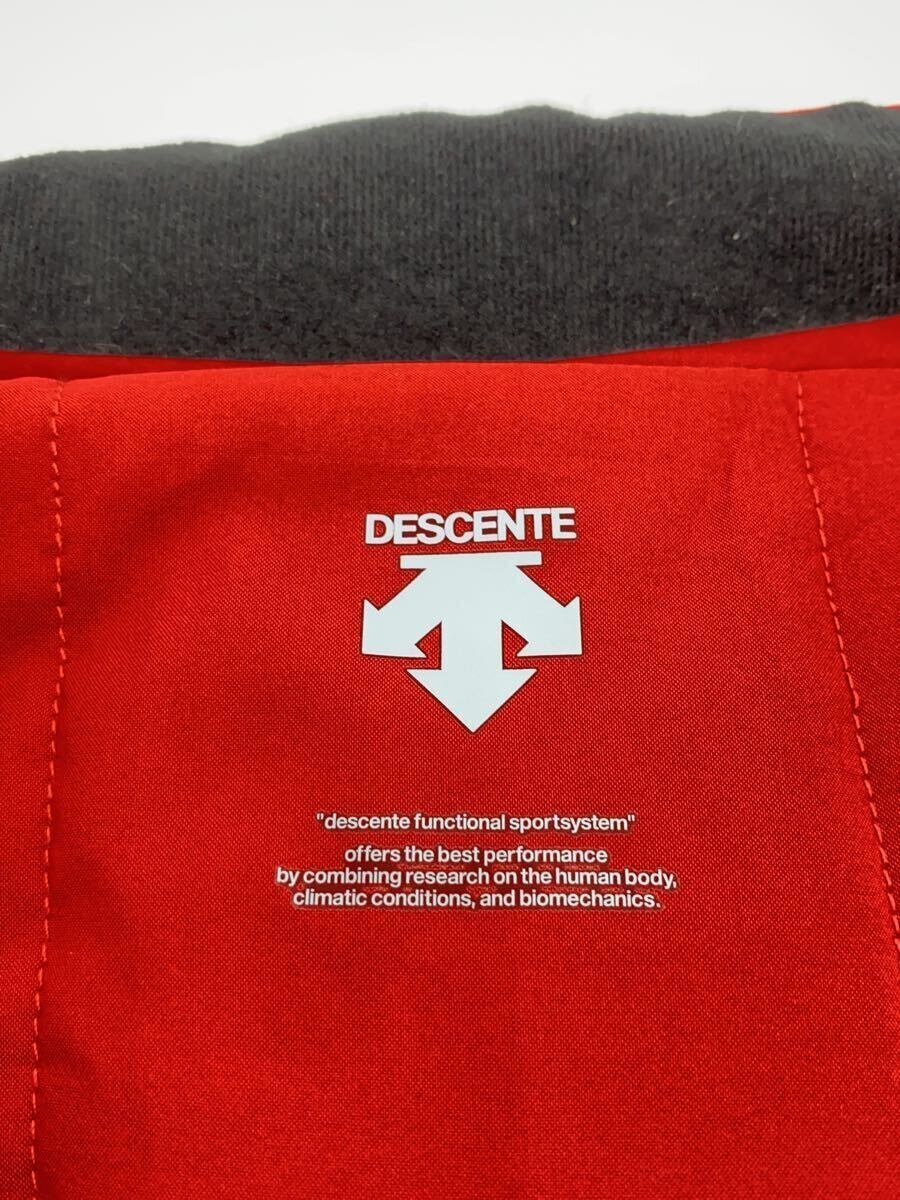 DESCENTE
"descente functional sportsystem"
offers the best performance
by combining research on the human body,
climatic conditions, and biomechanics.